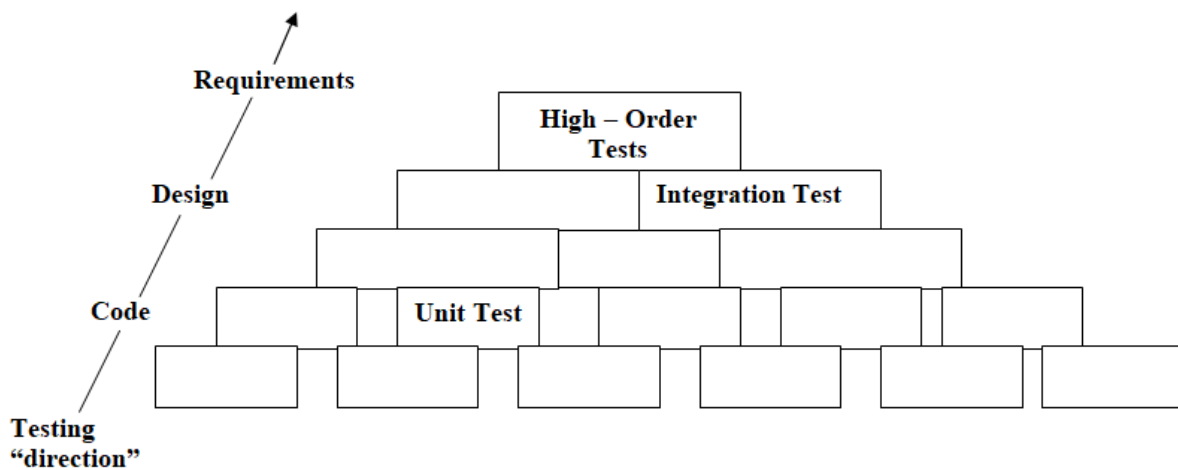 Requirements
High – Order
Tests
Design
Integration Test
Code
Unit Test
Testing
“direction”